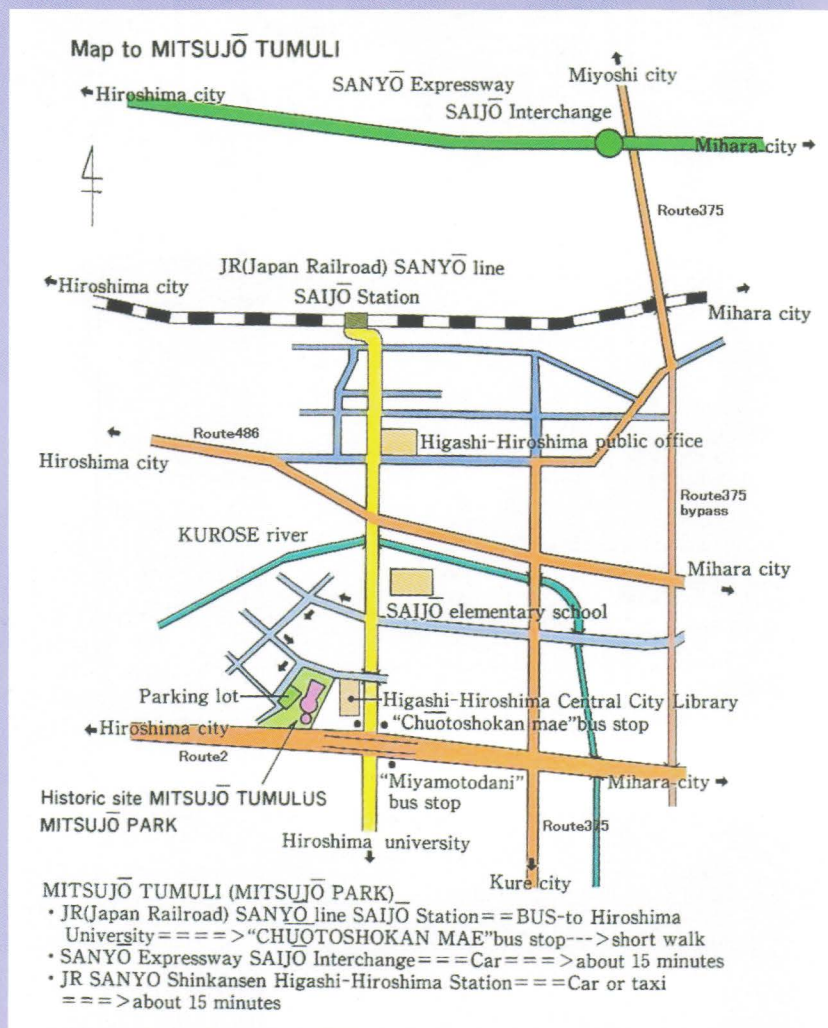 Map to MITSUJŌ TUMULI
Miyoshi city
SANYŌ Expressway
Hiroshima city
SAIJŌ Interchange
Mihara city
Route375
JR(Japan Railroad) SANYŌ line
Hiroshima city
SAIJŌ Station
Mihara city
Route486
Higashi-Hiroshima public office
Hiroshima city
Route375
bypass
KUROSE river
Mihara city
SAIJŌ elementary school
Parking lot
Higashi-Hiroshima Central City Library
Hiroshima city
“Chūotoshokan mae”bus stop
Route2
“Miyamotodani”
bus stop
Mihara city
Historic site MITSUJŌ TUMULUS
MITSUJŌ PARK
Route375
Hiroshima university
Kure city
MITSUJŌ TUMULI (MITSUJŌ PARK)
・JR(Japan Railroad) SANYŌ line SAIJŌ Station==BUS-to Hiroshima
University====>“CHŪOTOSHOKAN MAE”bus stop--->short walk
・SANYŌ Expressway SAIJŌ Interchange===Car===>about 15 minutes
・JR SANYO Shinkansen Higashi-Hiroshima Station===Car or taxi
===>about 15 minutes